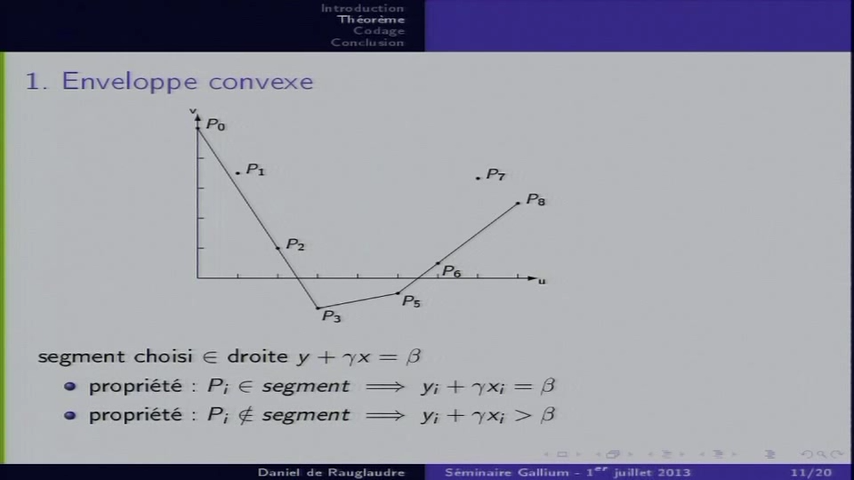 Introduction
Théorème
Codage
Conclusion
1. Enveloppe convexe
v
P0
P1
P7
P8
P2
P6
u
P5
P3
segment choisi ∈ droite y + γx = β
propriété : Pi ∈ segment ⟹ yi + γxi = β
propriété : Pi ∉ segment ⟹ yi + γxi > β
Daniel de Rauglaudre Séminaire Gallium - 1er juillet 2013 11/20